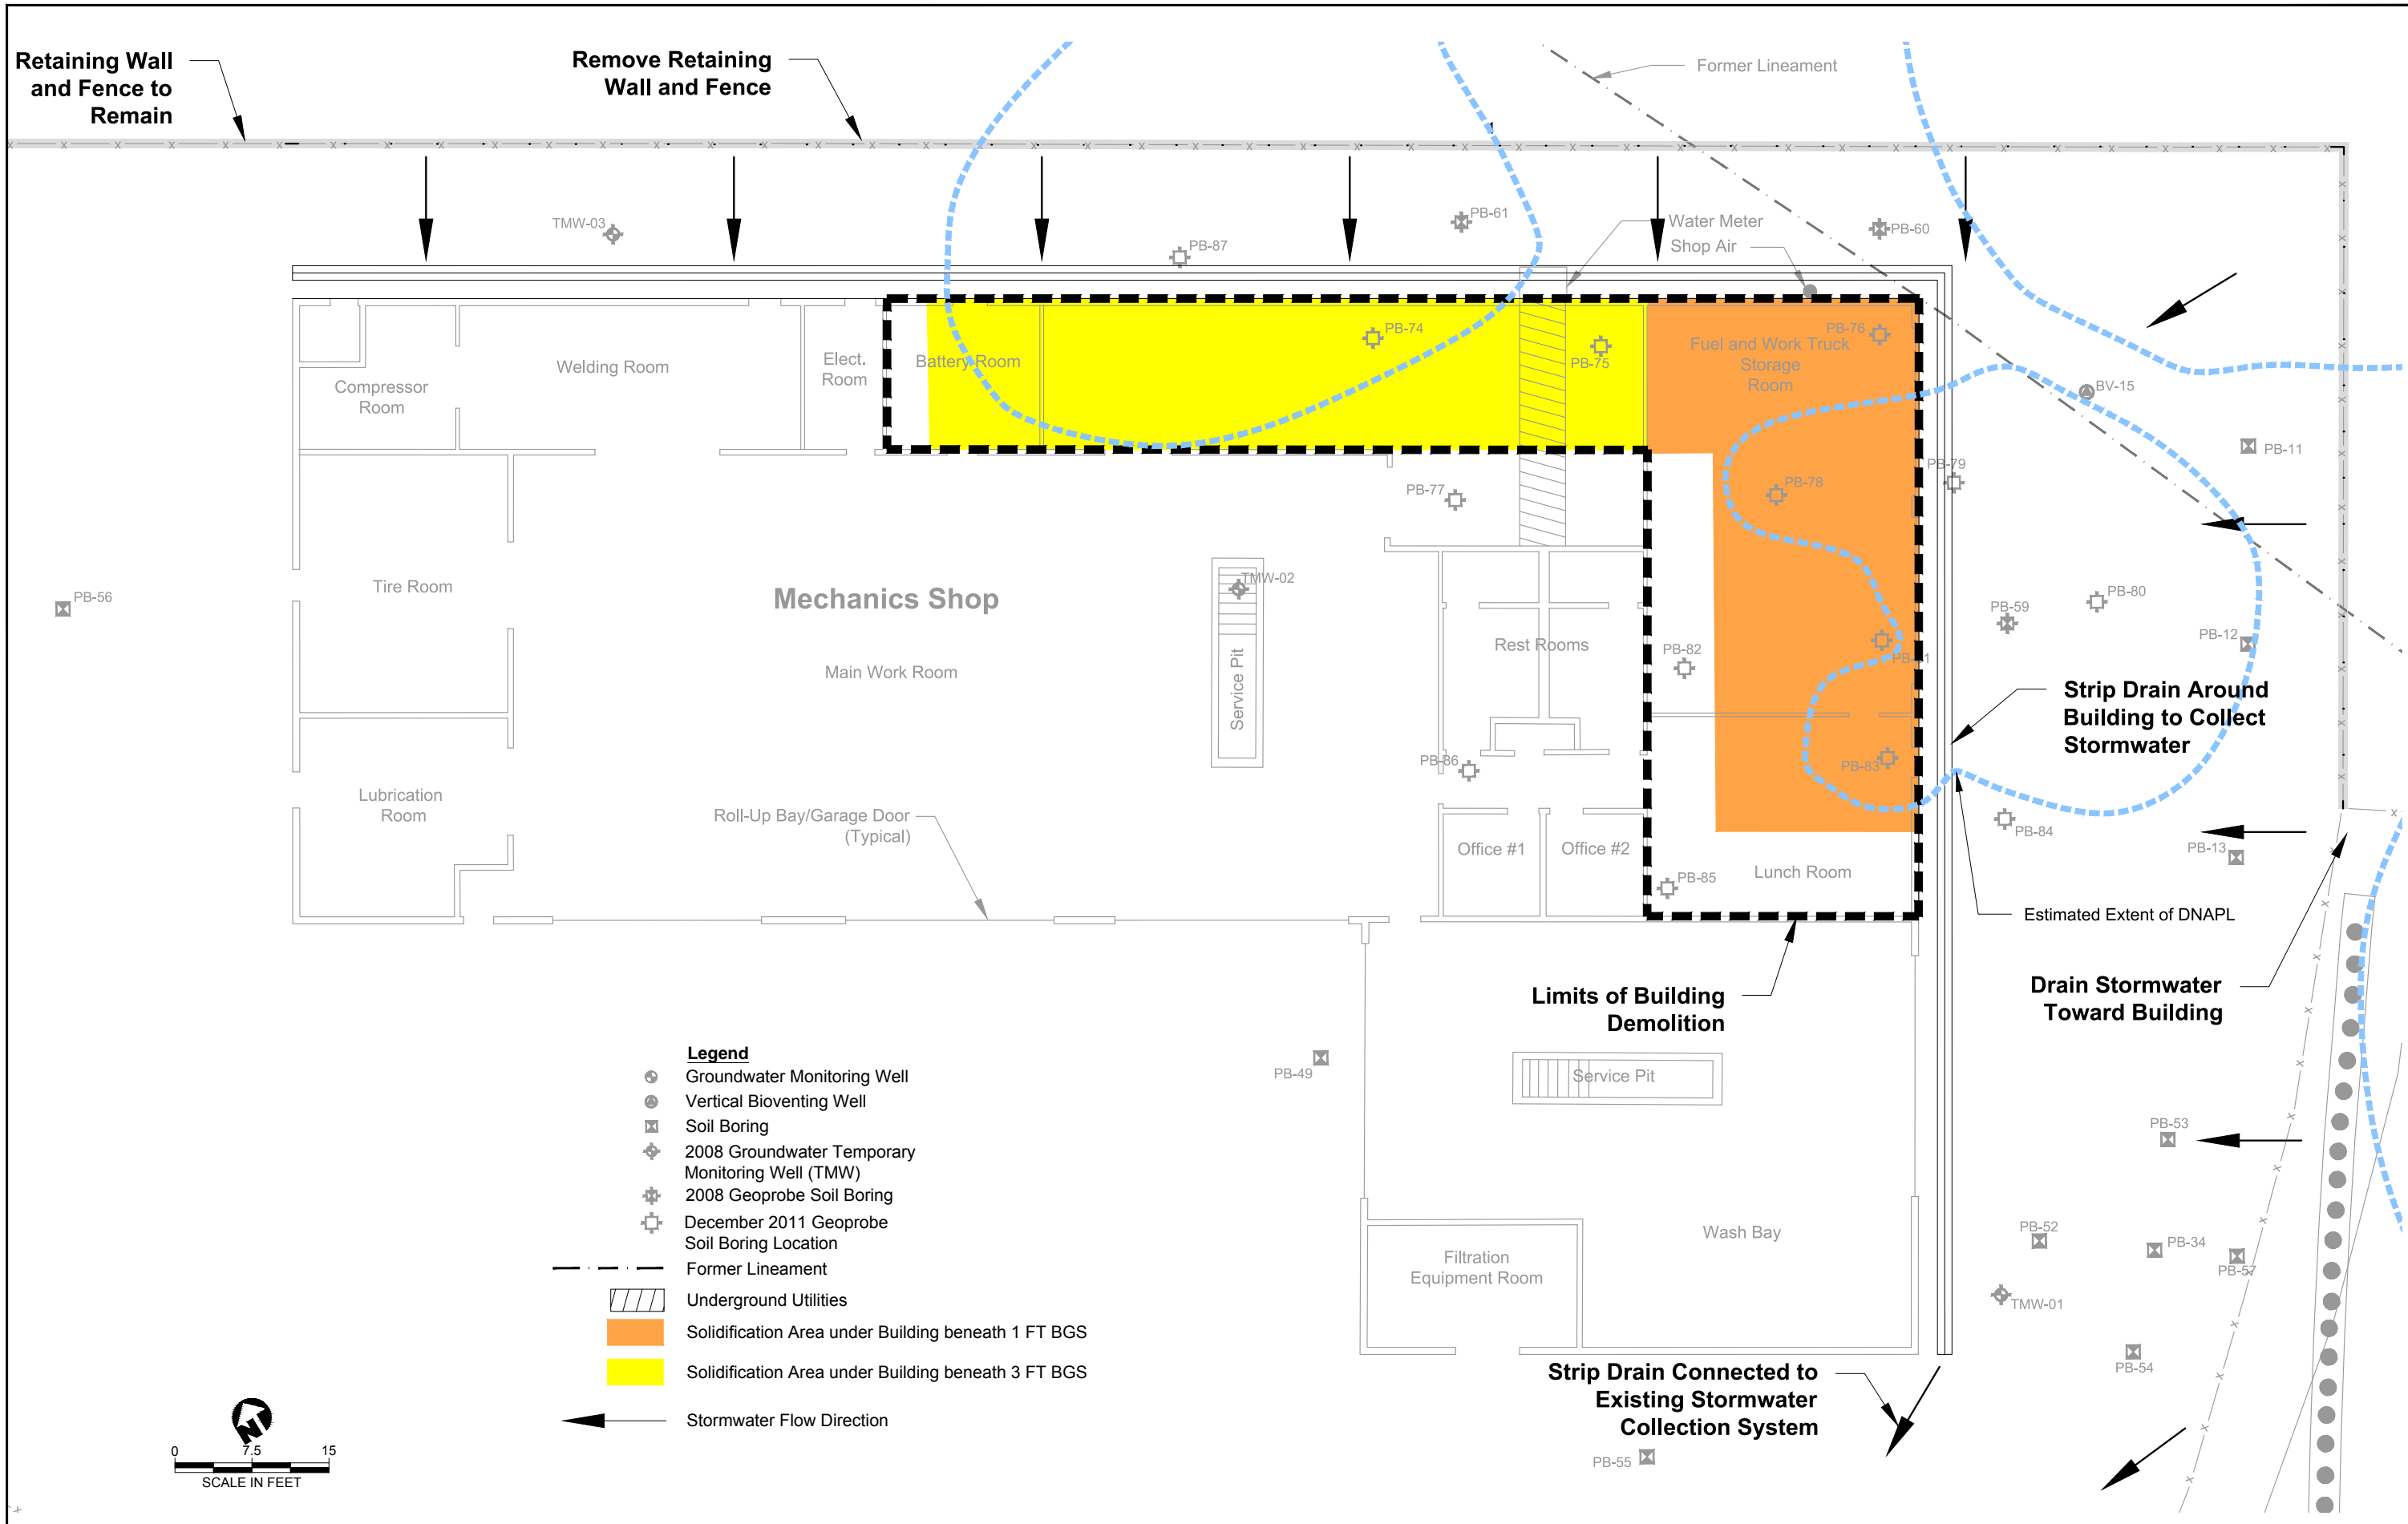 Retaining Wall
and Fence to
Remain
Remove Retaining
Wall and Fence
Former Lineament
TMW-03
PB-87
PB-61
Water Meter
Shop Air
PB-60
Compressor
Room
Welding Room
Elect.
Room
Battery Room
PB-74
PB-75
PB-76
Fuel and Work Truck
Storage
Room
BV-15
PB-11
PB-77
PB-78
PB-79
PB-56
Tire Room
Mechanics Shop
TMW-02
Main Work Room
Service Pit
Rest Rooms
PB-82
PB-59
PB-80
PB-12
Strip Drain Around
Building to Collect
Stormwater
PB-86
PB-83
Lubrication
Room
Roll-Up Bay/Garage Door
(Typical)
Office #1
Office #2
PB-84
PB-13
PB-85
Lunch Room
Estimated Extent of DNAPL
Limits of Building
Demolition
Drain Stormwater
Toward Building
PB-49
Service Pit
PB-53
PB-52
PB-34
PB-57
TMW-01
PB-54
Wash Bay
Filtration
Equipment Room
Strip Drain Connected to
Existing Stormwater
Collection System
PB-55
Legend
Groundwater Monitoring Well
Vertical Bioventing Well
Soil Boring
2008 Groundwater Temporary
Monitoring Well (TMW)
2008 Geoprobe Soil Boring
December 2011 Geoprobe
Soil Boring Location
Former Lineament
Underground Utilities
Solidification Area under Building beneath 1 FT BGS
Solidification Area under Building beneath 3 FT BGS
Stormwater Flow Direction
N
0 7.5 15
SCALE IN FEET